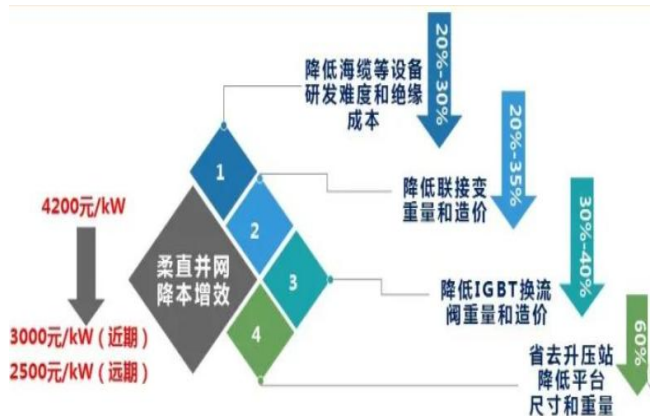 20%-30%
降低海缆等设备
研发难度和绝缘
成本
1
20%-35%
降低联接变
重量和造价
2
4200元/kW
柔直并网
降本增效
3
30%-40%
降低IGBT换流
阀重量和造价
3000元/kW（近期）
2500元/kW（远期）
4
60%
省去升压站
降低平台
尺寸和重量